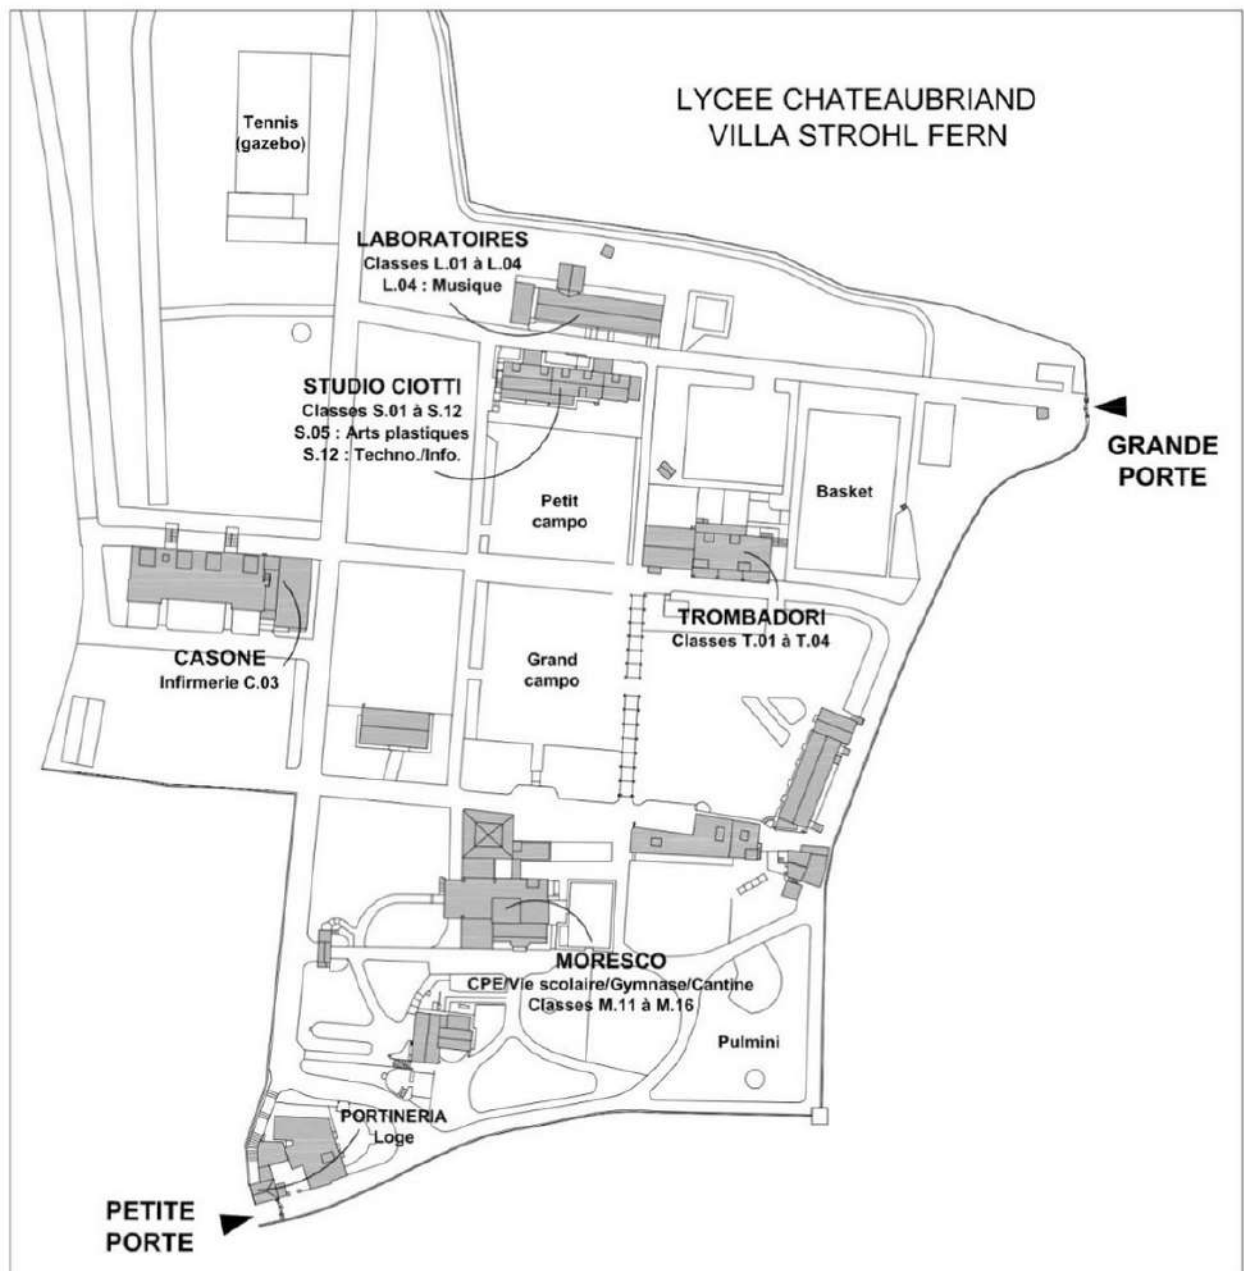 LYCEE CHATEAUBRIAND
VILLA STROHL FERN
Tennis
(gazebo)
LABORATOIRES
Classes L.01 à L.04
L.04 : Musique
STUDIO CIOTTI
Classes S.01 à S.12
S.05 : Arts plastiques
S.12 : Techno./Info.
GRANDE
PORTE
Petit
campo
Basket
TROMBADORI
Classes T.01 à T.04
CASONE
Infirmerie C.03
Grand
campo
MORESCO
CPE/Vie scolaire/Gymnase/Cantine
Classes M.11 à M.16
Pulmini
PORTINERIA
Loge
PETITE
PORTE